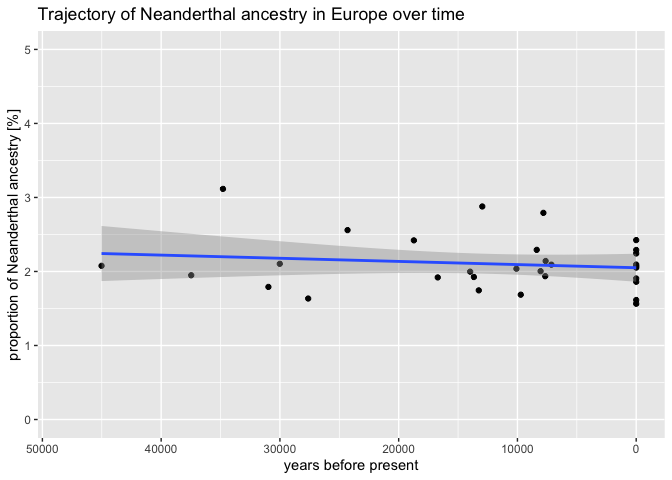 Trajectory of Neanderthal ancestry in Europe over time
proportion of Neanderthal ancestry [%]
5
4
3
2
1
0
50000 40000 30000 20000 10000 0
years before present